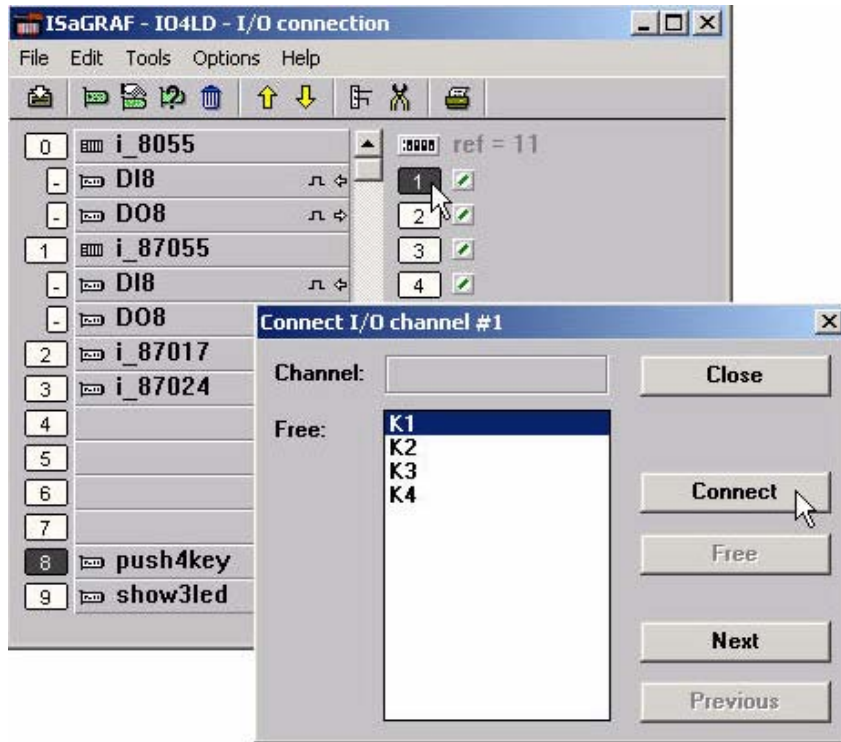 ISaGRAF - IO4LD - I/O connection
File Edit Tools Options Help
0 i_8055
- DI8
- DO8
1 i_87055
- DI8
- DO8
2 i_87017
3 i_87024
4
5
6
7
8 push4key
9 show3led
ref = 11
1
2
3
4
Connect I/O channel #1
Channel:
Close
Free:
K1
K2
K3
K4
Connect
Free
Next
Previous